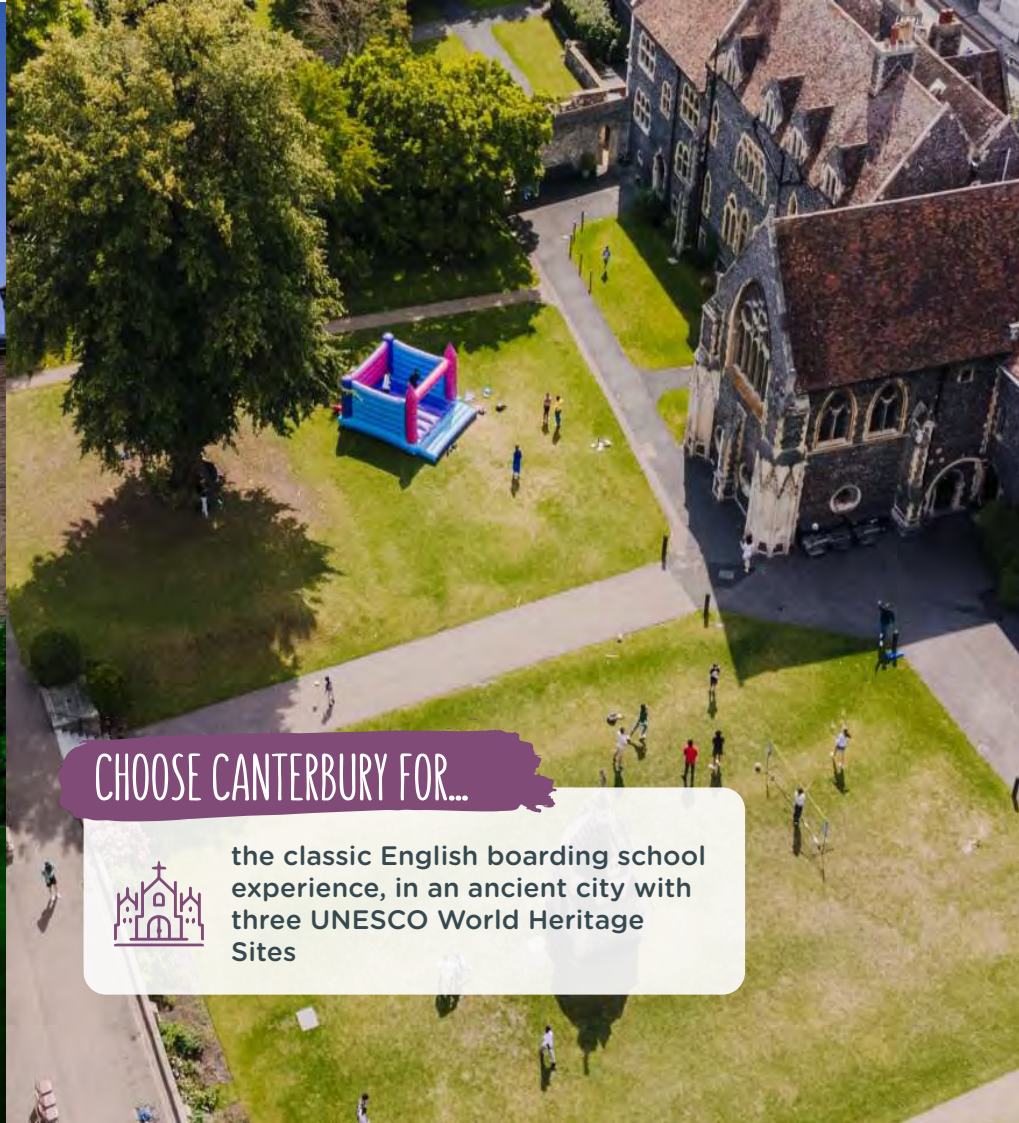 CHOOSE CANTERBURY FOR...
the classic English boarding school
experience, in an ancient city with
three UNESCO World Heritage
Sites